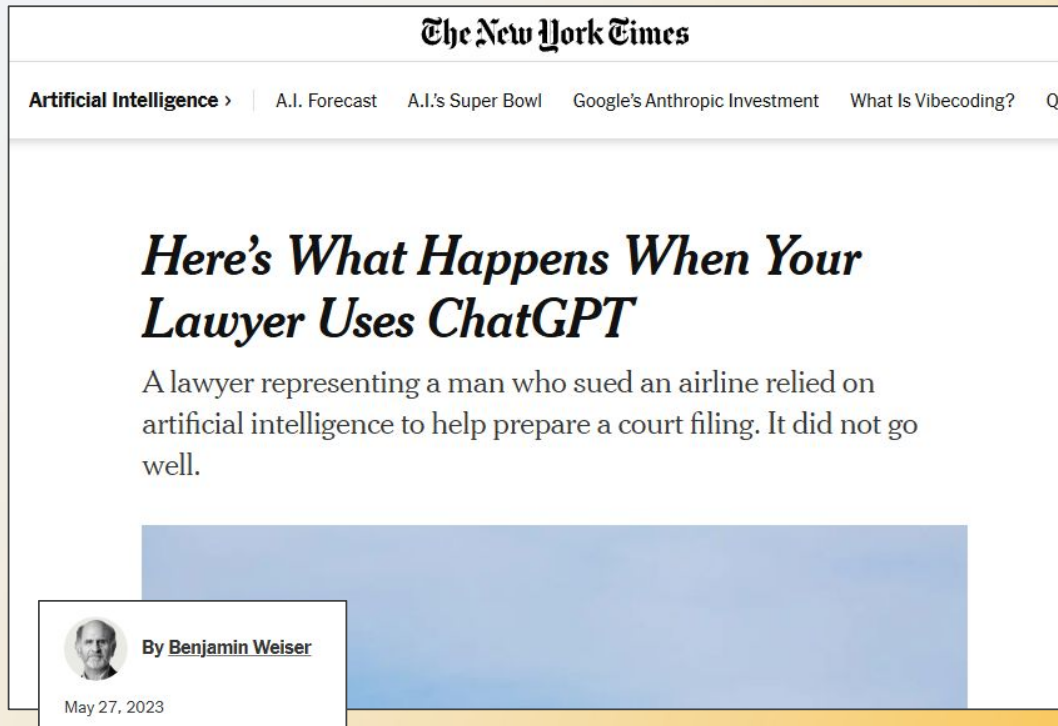 The New York Times
Artificial Intelligence › A.I. Forecast A.I.'s Super Bowl Google's Anthropic Investment What Is Vibecoding? Q
Here's What Happens When Your
Lawyer Uses ChatGPT
A lawyer representing a man who sued an airline relied on
artificial intelligence to help prepare a court filing. It did not go
well.
By Benjamin Weiser
May 27, 2023